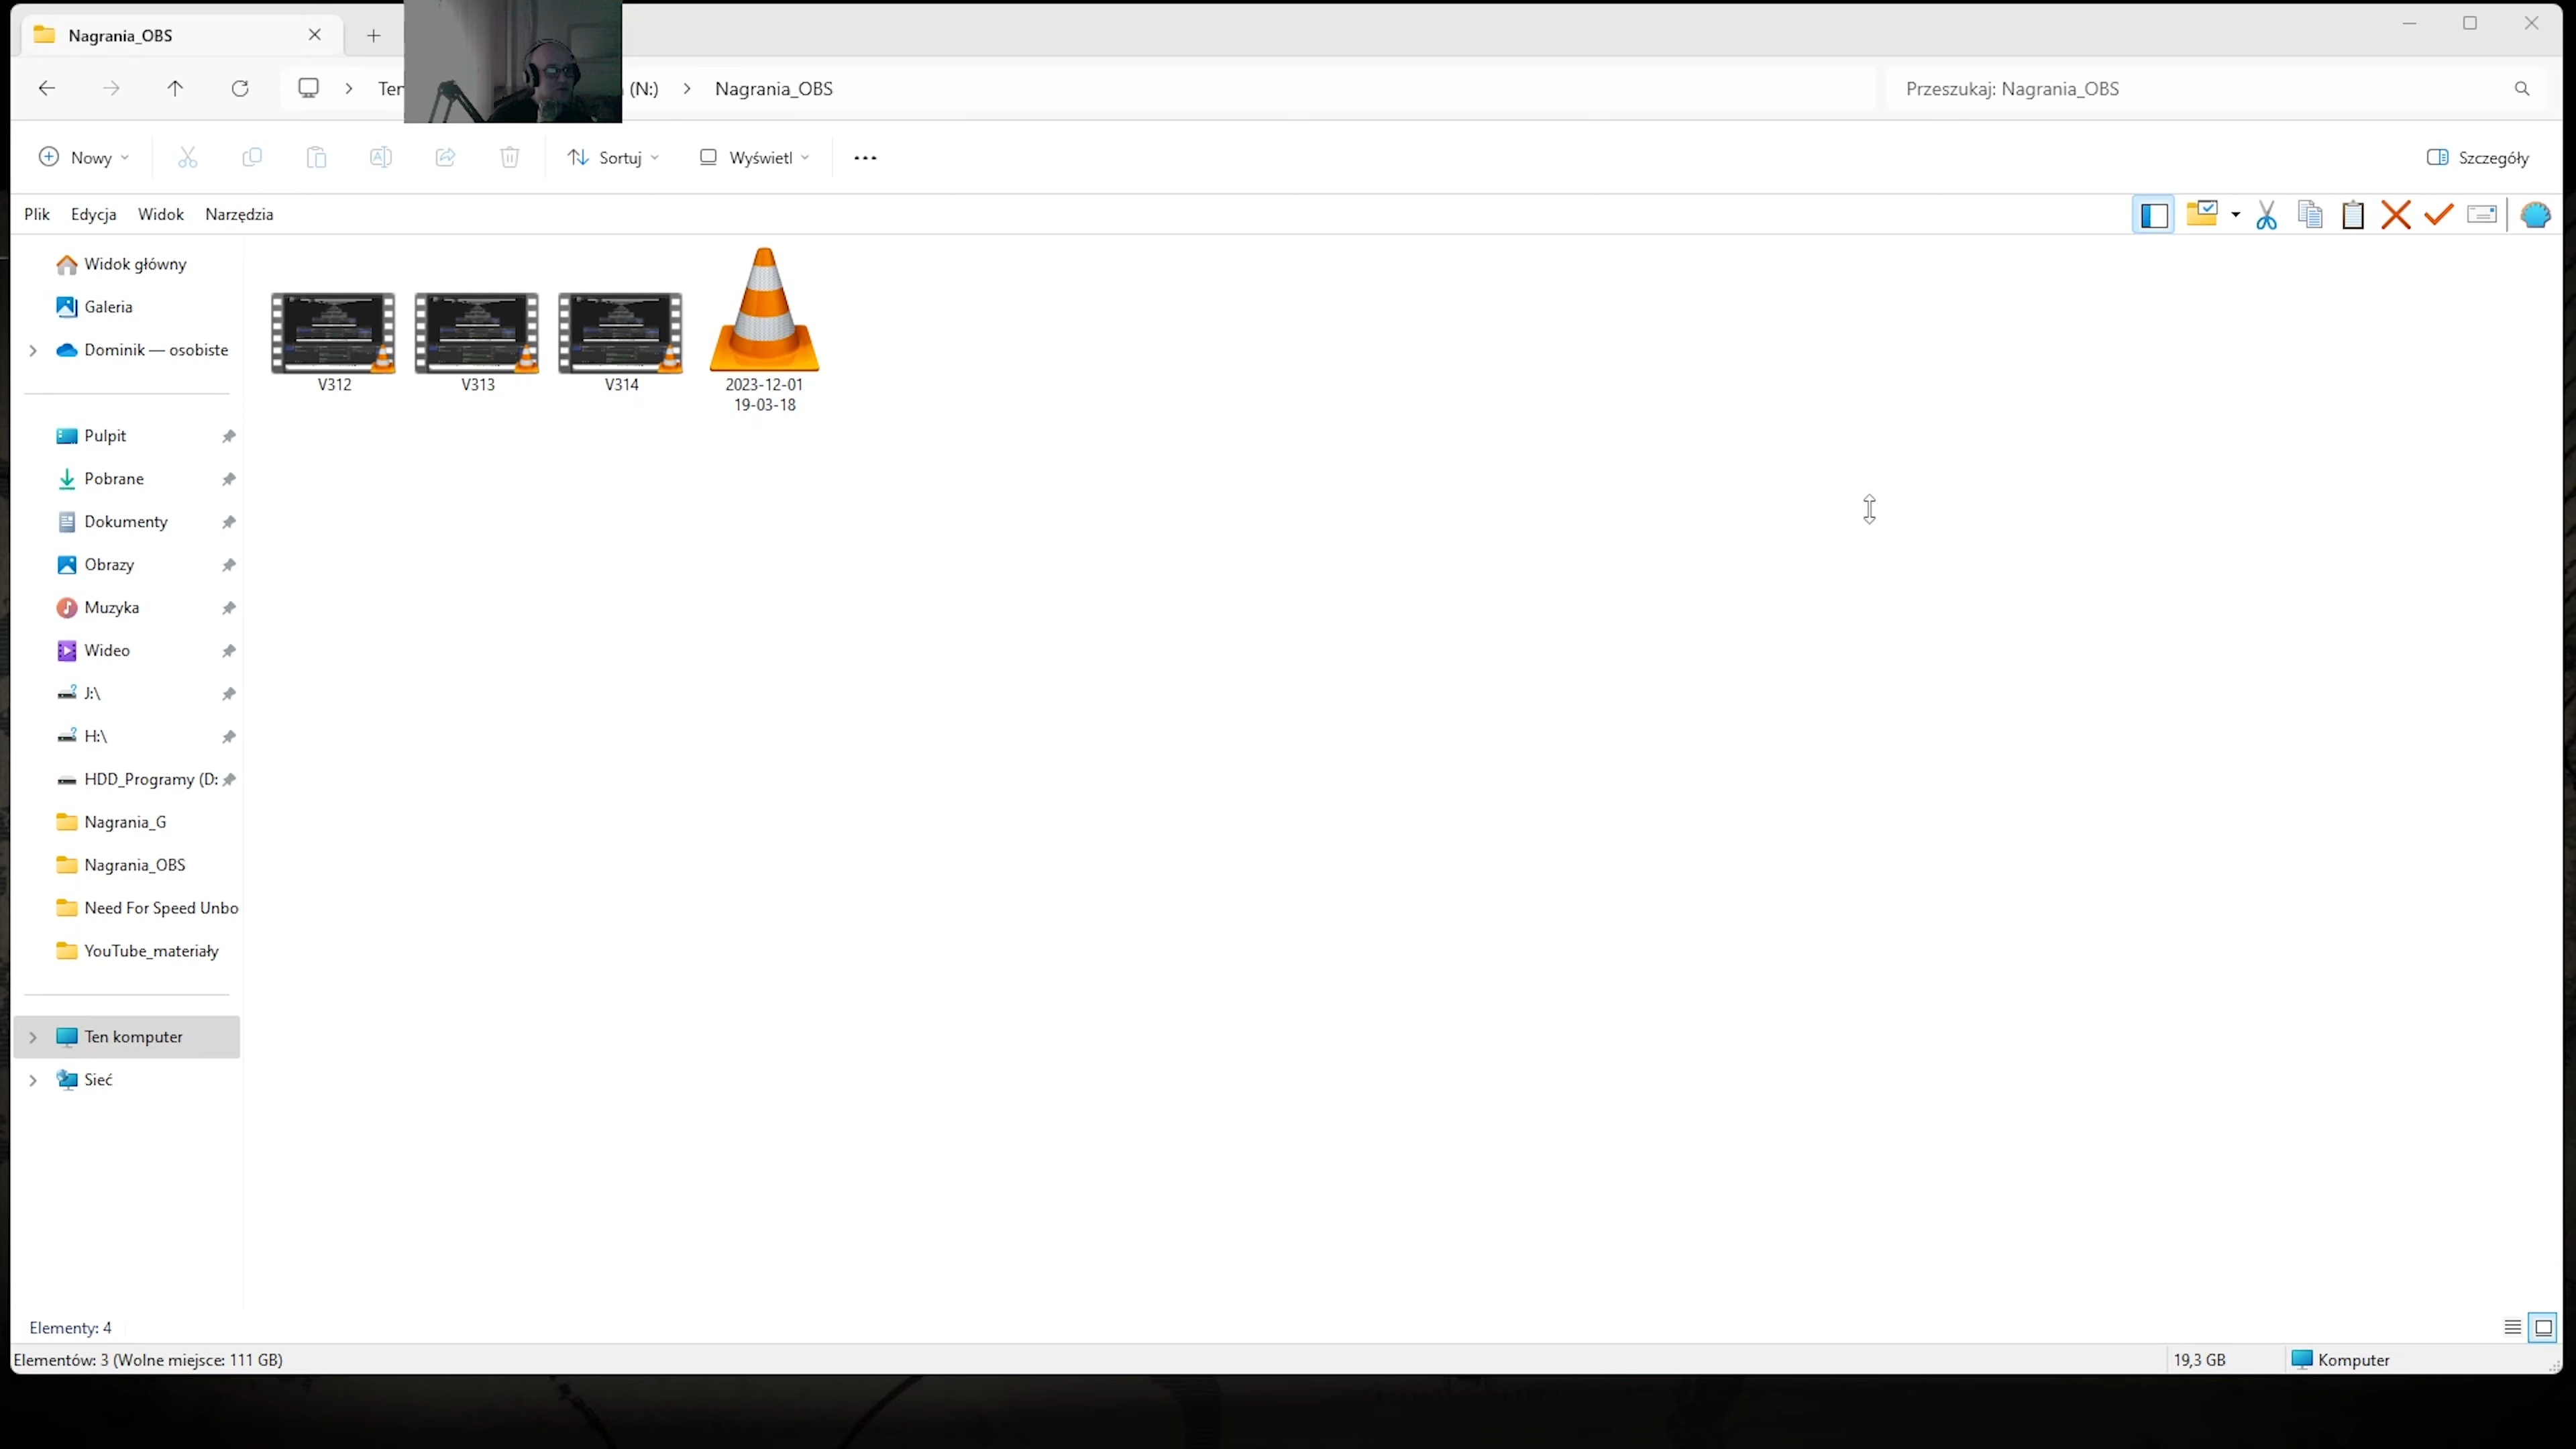 Nagrania_OBS
(N:) > Nagrania_OBS
Przeszukaj: Nagrania_OBS
Nowy
Sortuj
Wyświetl
Szczegóły
Plik Edycja Widok Narzędzia
Widok główny
Galeria
Dominik — osobiste
Pulpit
Pobrane
Dokumenty
Obrazy
Muzyka
Wideo
J:\
H:\
HDD_Programy (D:
Nagrania_G
Nagrania_OBS
Need For Speed Unbo
YouTube_materiały
Ten komputer
Sieć
V312
V313
V314
2023-12-01
19-03-18
Elementy: 4
Elementów: 3 (Wolne miejsce: 111 GB)
19,3 GB
Komputer